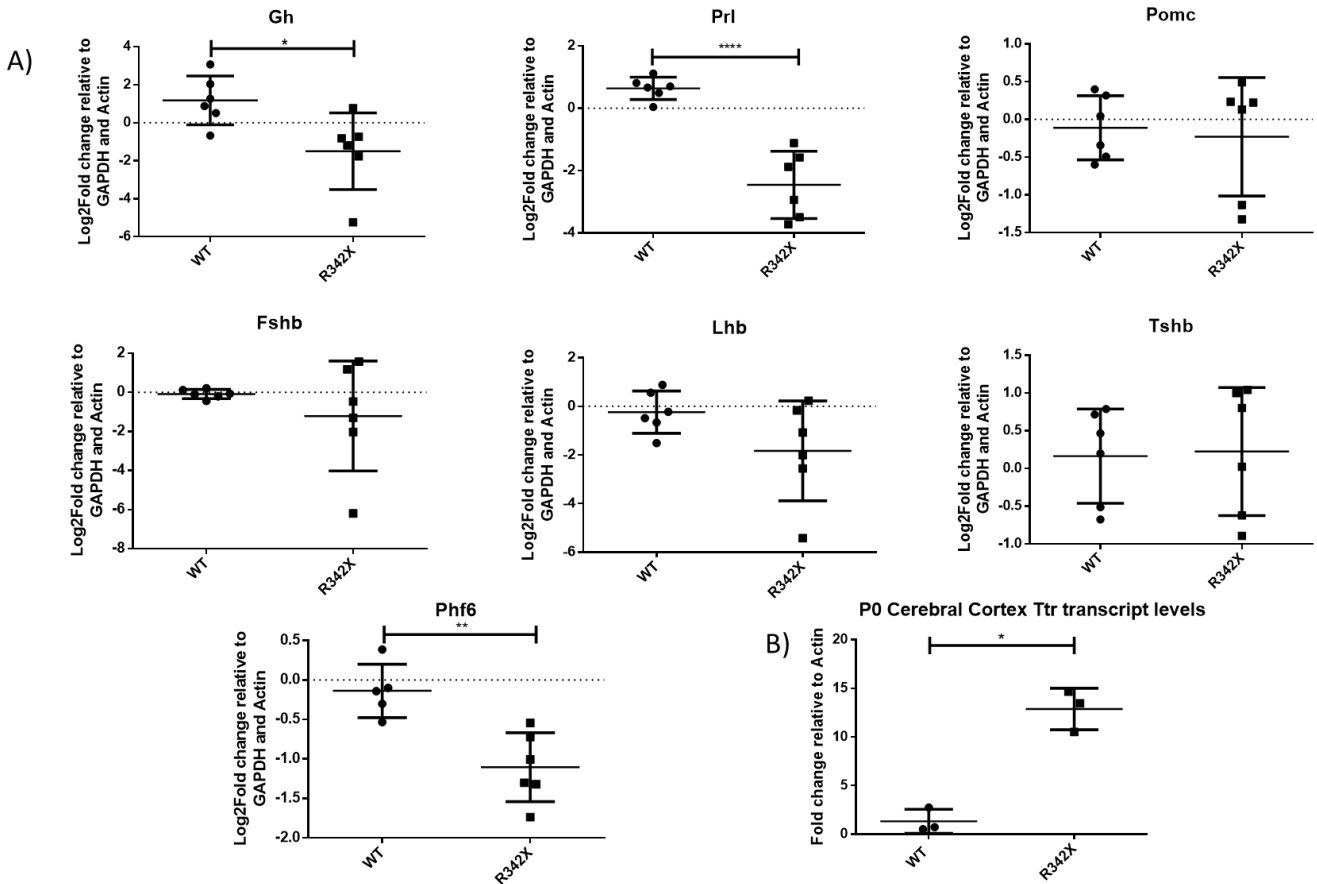 A)
Gh
Log2Fold change relative to
GAPDH and Actin
4
2
0
-2
-4
-6
*
WT
R342X
Prl
Log2Fold change relative to
GAPDH and Actin
2
0
-2
-4
****
WT
R342X
Pomc
Log2Fold change relative to
GAPDH and Actin
1.0
0.5
0.0
-0.5
-1.0
-1.5
WT
R342X
Fshb
Log2Fold change relative to
GAPDH and Actin
2
0
-2
-4
-6
-8
WT
R342X
Lhb
Log2Fold change relative to
GAPDH and Actin
2
0
-2
-4
-6
WT
R342X
Tshb
Log2Fold change relative to
GAPDH and Actin
1.5
1.0
0.5
0.0
-0.5
-1.0
WT
R342X
Phf6
Log2Fold change relative to
GAPDH and Actin
0.5
0.0
-0.5
-1.0
-1.5
-2.0
**
WT
R342X
B)
P0 Cerebral Cortex Ttr transcript levels
Fold change relative to Actin
20
15
10
5
0
*
WT
R342X